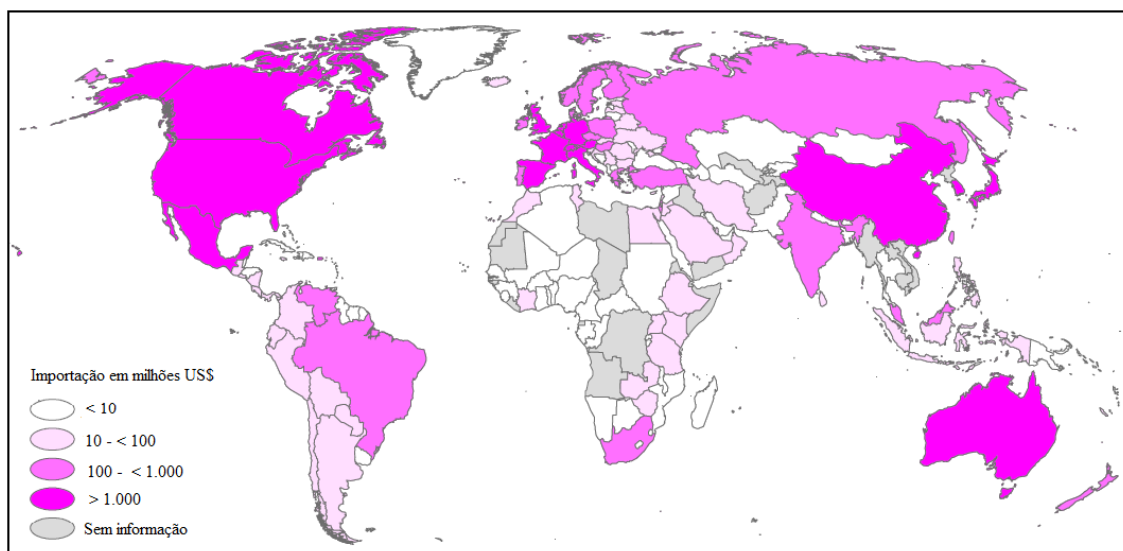 Importação em milhões US$
< 10
10 - < 100
100 - < 1.000
> 1.000
Sem informação